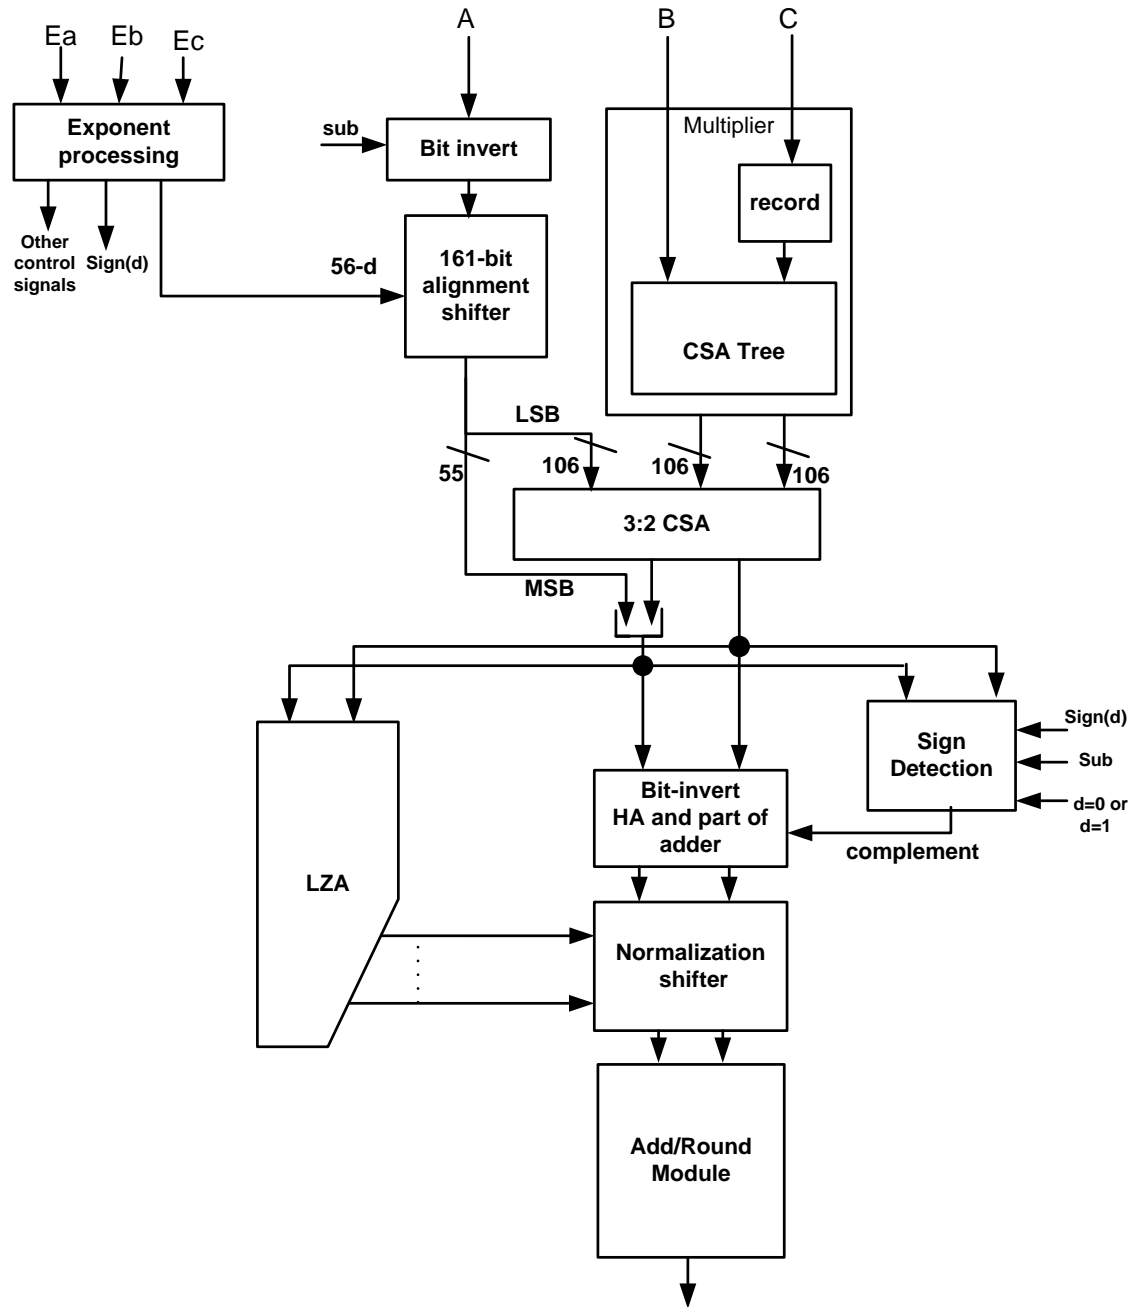 A
B
C
Ea
Eb
Ec
Exponent
processing
sub
Bit invert
Multiplier
record
Other
control
signals
Sign(d)
56-d
161-bit
alignment
shifter
CSA Tree
LSB
55
106
106
106
3:2 CSA
MSB
Sign
Detection
Sign(d)
Sub
d=0 or
d=1
Bit-invert
HA and part of
adder
complement
LZA
Normalization
shifter
Add/Round
Module